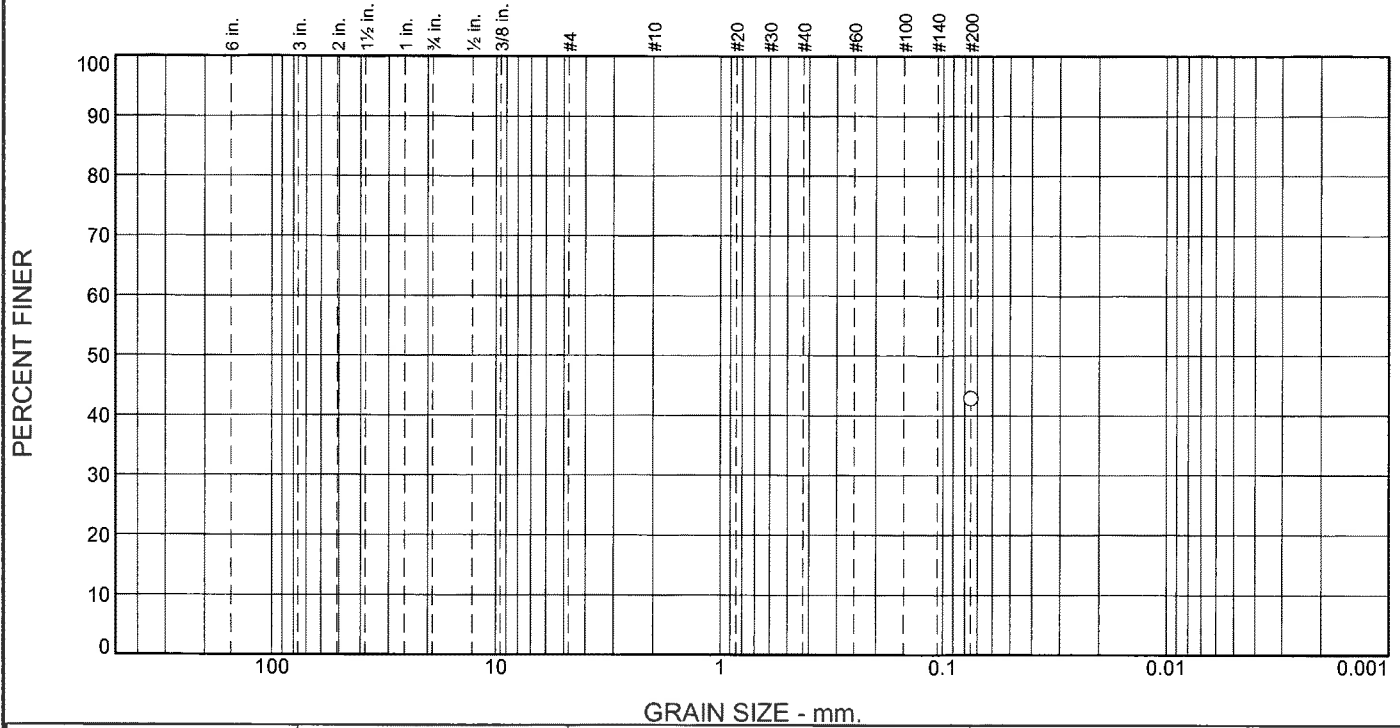 6 in. 3 in. 2 in. 1½ in. 1 in. ¾ in. ½ in. 3/8 in. #4 #10 #20 #30 #40 #60 #100 #140 #200
100
90
80
70
60
50
40
30
20
10
0
PERCENT FINER
100 10 1 0.1 0.01 0.001
GRAIN SIZE - mm.